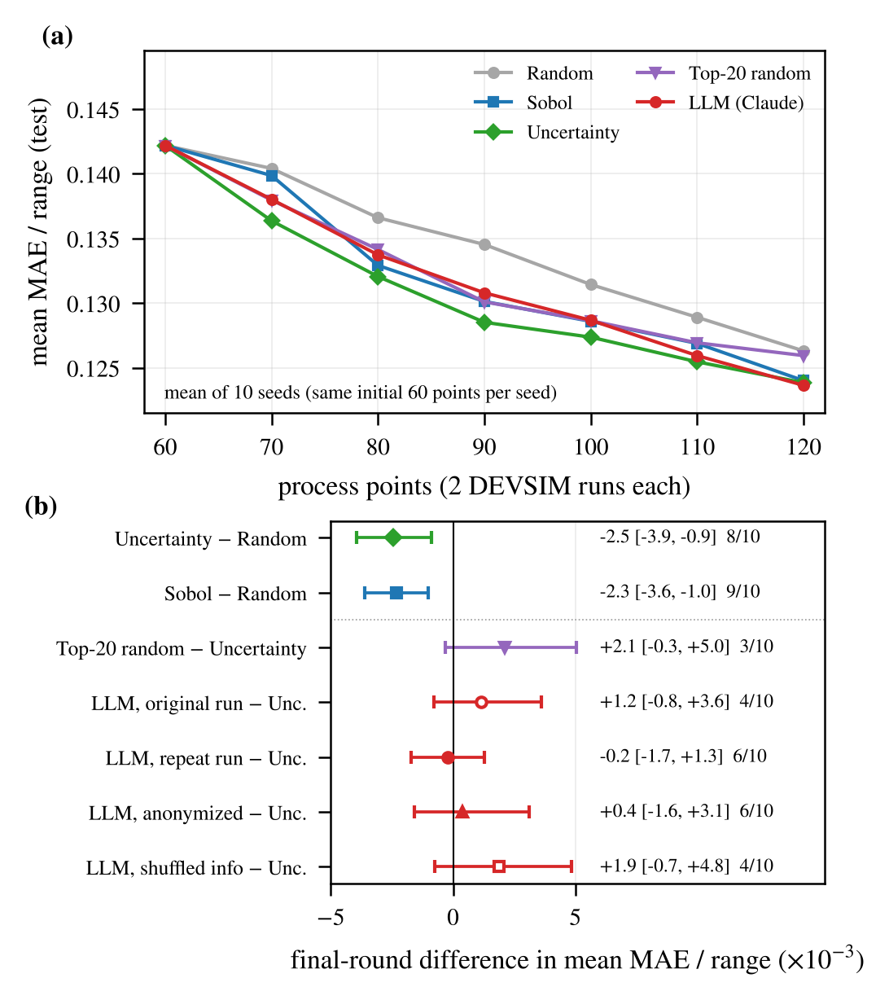 (a)
Random
Top-20 random
Sobol
LLM (Claude)
Uncertainty
mean MAE / range (test)
0.145
0.140
0.135
0.130
0.125
mean of 10 seeds (same initial 60 points per seed)
60 70 80 90 100 110 120
process points (2 DEVSIM runs each)
(b)
Uncertainty − Random -2.5 [-3.9, -0.9] 8/10
Sobol − Random -2.3 [-3.6, -1.0] 9/10
Top-20 random − Uncertainty +2.1 [-0.3, +5.0] 3/10
LLM, original run − Unc. +1.2 [-0.8, +3.6] 4/10
LLM, repeat run − Unc. -0.2 [-1.7, +1.3] 6/10
LLM, anonymized − Unc. +0.4 [-1.6, +3.1] 6/10
LLM, shuffled info − Unc. +1.9 [-0.7, +4.8] 4/10
−5 0 5
final-round difference in mean MAE / range (×10⁻³)